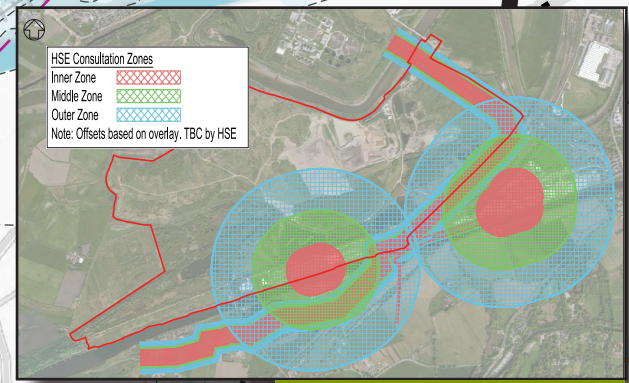 HSE Consultation Zones
Inner Zone
Middle Zone
Outer Zone
Note: Offsets based on overlay. TBC by HSE